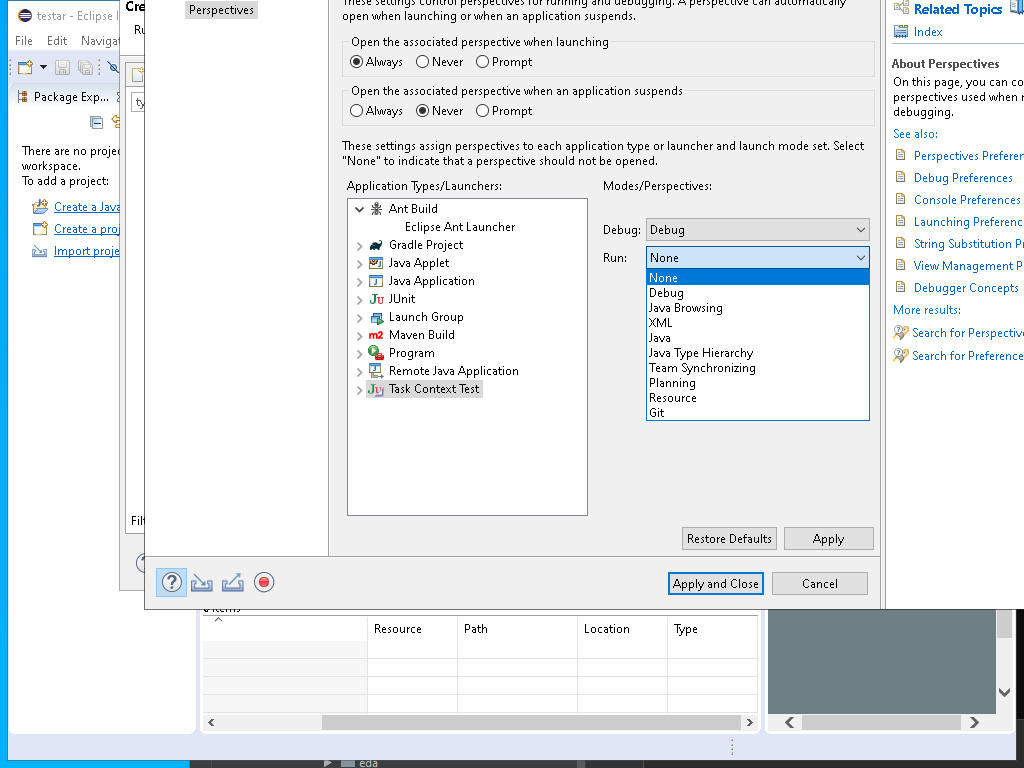 testar - Eclipse
File Edit Navigat
Package Exp...
There are no proje
workspace.
To add a project:
Create a Java
Create a proj
Import proje
Cre
Ru
ty
Filt
Perspectives
These settings control perspectives for running and debugging. A perspective can automatically
open when launching or when an application suspends.
Open the associated perspective when launching
Always Never Prompt
Open the associated perspective when an application suspends
Always Never Prompt
These settings assign perspectives to each application type or launcher and launch mode set. Select
"None" to indicate that a perspective should not be opened.
Application Types/Launchers:
Modes/Perspectives:
Ant Build
Eclipse Ant Launcher
Gradle Project
Java Applet
Java Application
JUnit
Launch Group
Maven Build
Program
Remote Java Application
Task Context Test
Debug: Debug
Run: None
None
Debug
Java Browsing
XML
Java
Java Type Hierarchy
Team Synchronizing
Planning
Resource
Git
Restore Defaults
Apply
Apply and Close
Cancel
Related Topics
Index
About Perspectives
On this page, you can co
perspectives used when r
debugging.
See also:
Perspectives Preferen
Debug Preferences
Console Preferences
Launching Preferenc
String Substitution Pr
View Management P
Debugger Concepts
More results:
Search for Perspective
Search for Preference
items
Resource
Path
Location
Type
eda